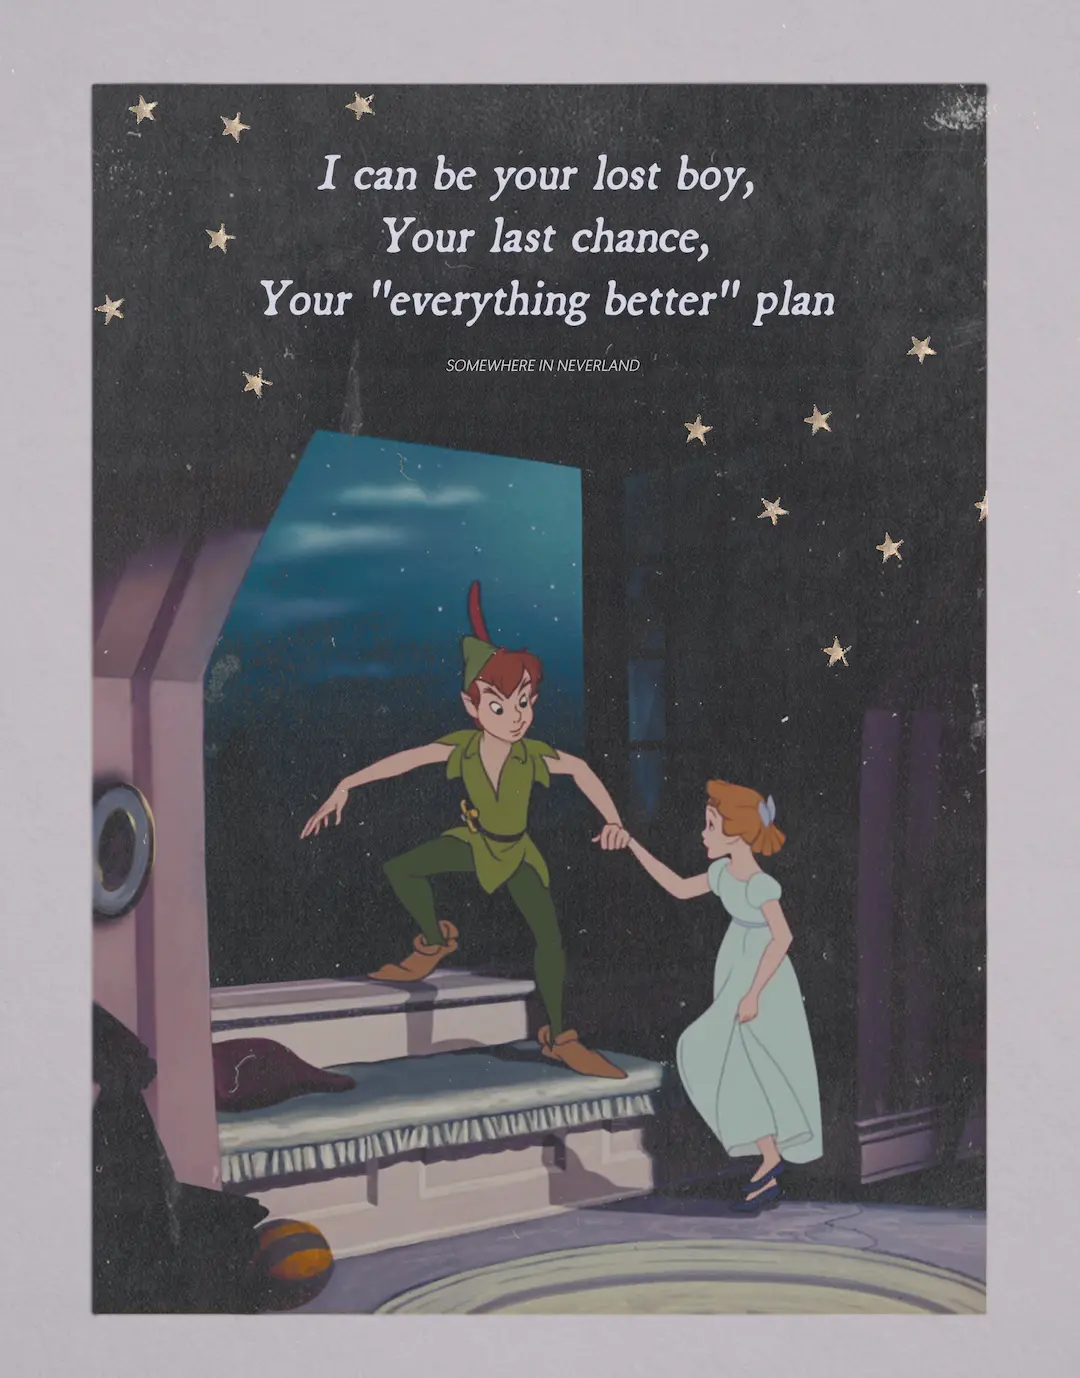 I can be your lost boy,
Your last chance,
Your "everything better" plan
SOMEWHERE IN NEVERLAND